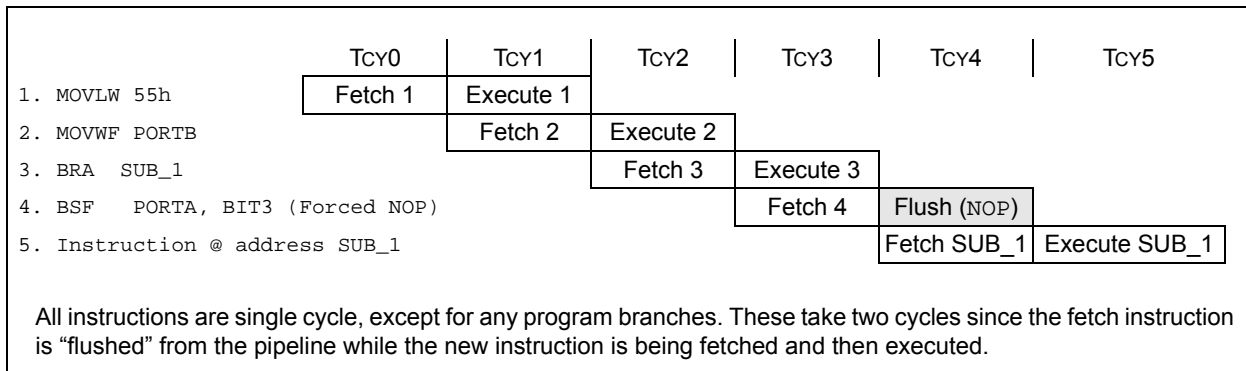 TCY0 TCY1 TCY2 TCY3 TCY4 TCY5
1. MOVLW 55h Fetch 1 Execute 1
2. MOVWF PORTB Fetch 2 Execute 2
3. BRA SUB_1 Fetch 3 Execute 3
4. BSF PORTA, BIT3 (Forced NOP) Fetch 4 Flush (NOP)
5. Instruction @ address SUB_1 Fetch SUB_1 Execute SUB_1
All instructions are single cycle, except for any program branches. These take two cycles since the fetch instruction
is “flushed” from the pipeline while the new instruction is being fetched and then executed.